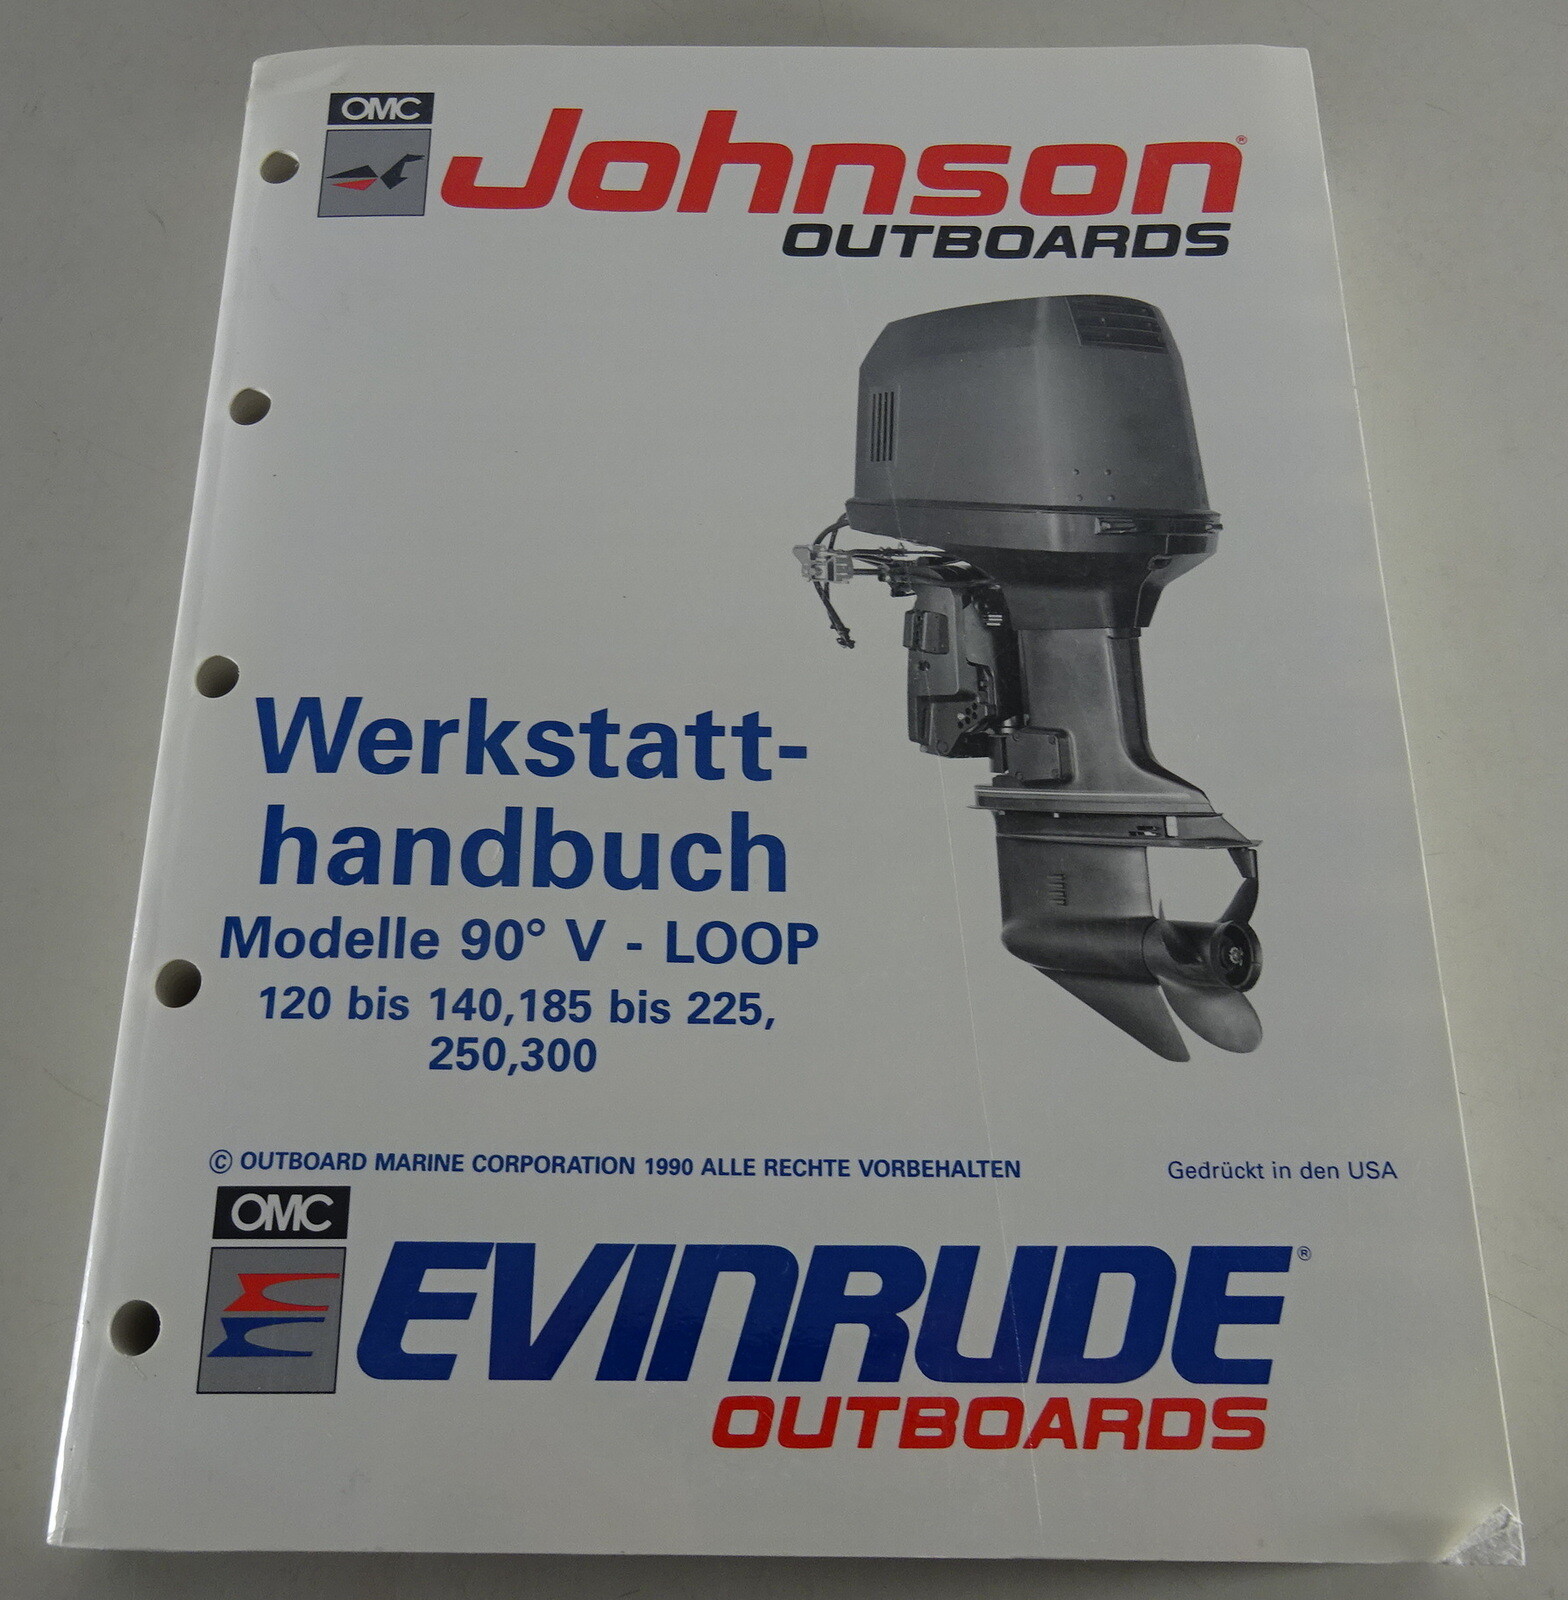 OMC
Johnson®
OUTBOARDS
Werkstatt-
handbuch
Modelle 90° V - LOOP
120 bis 140,185 bis 225,
250,300
© OUTBOARD MARINE CORPORATION 1990 ALLE RECHTE VORBEHALTEN
Gedrückt in den USA
OMC
EVINRUDE®
OUTBOARDS